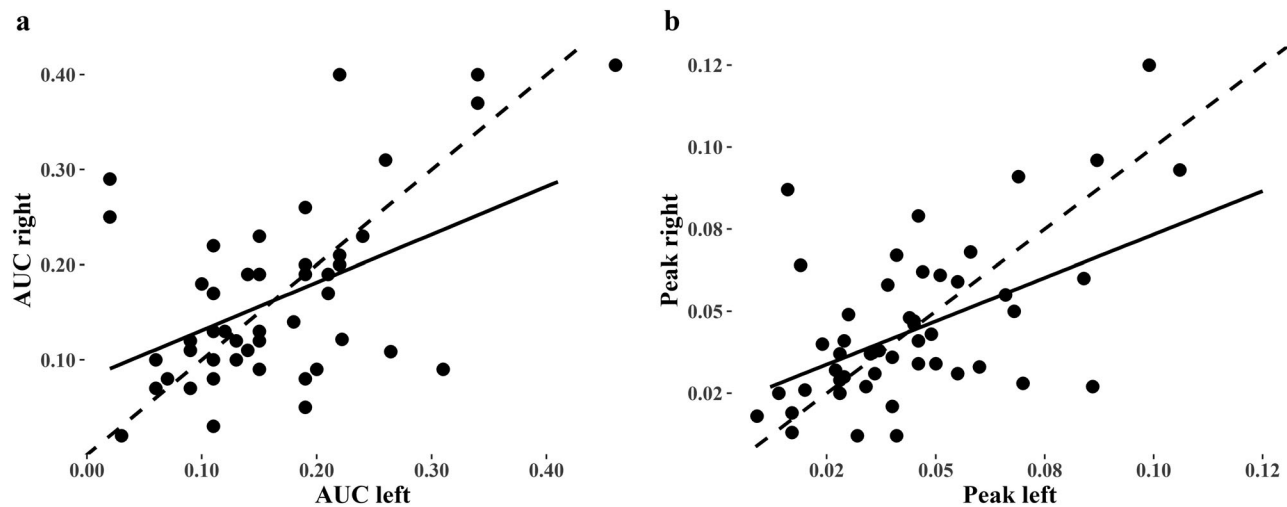 a
0.40
0.30
0.20
0.10
AUC right
0.00 0.10 0.20 0.30 0.40
AUC left
b
0.12
0.10
0.08
0.05
0.02
Peak right
0.02 0.05 0.08 0.10 0.12
Peak left